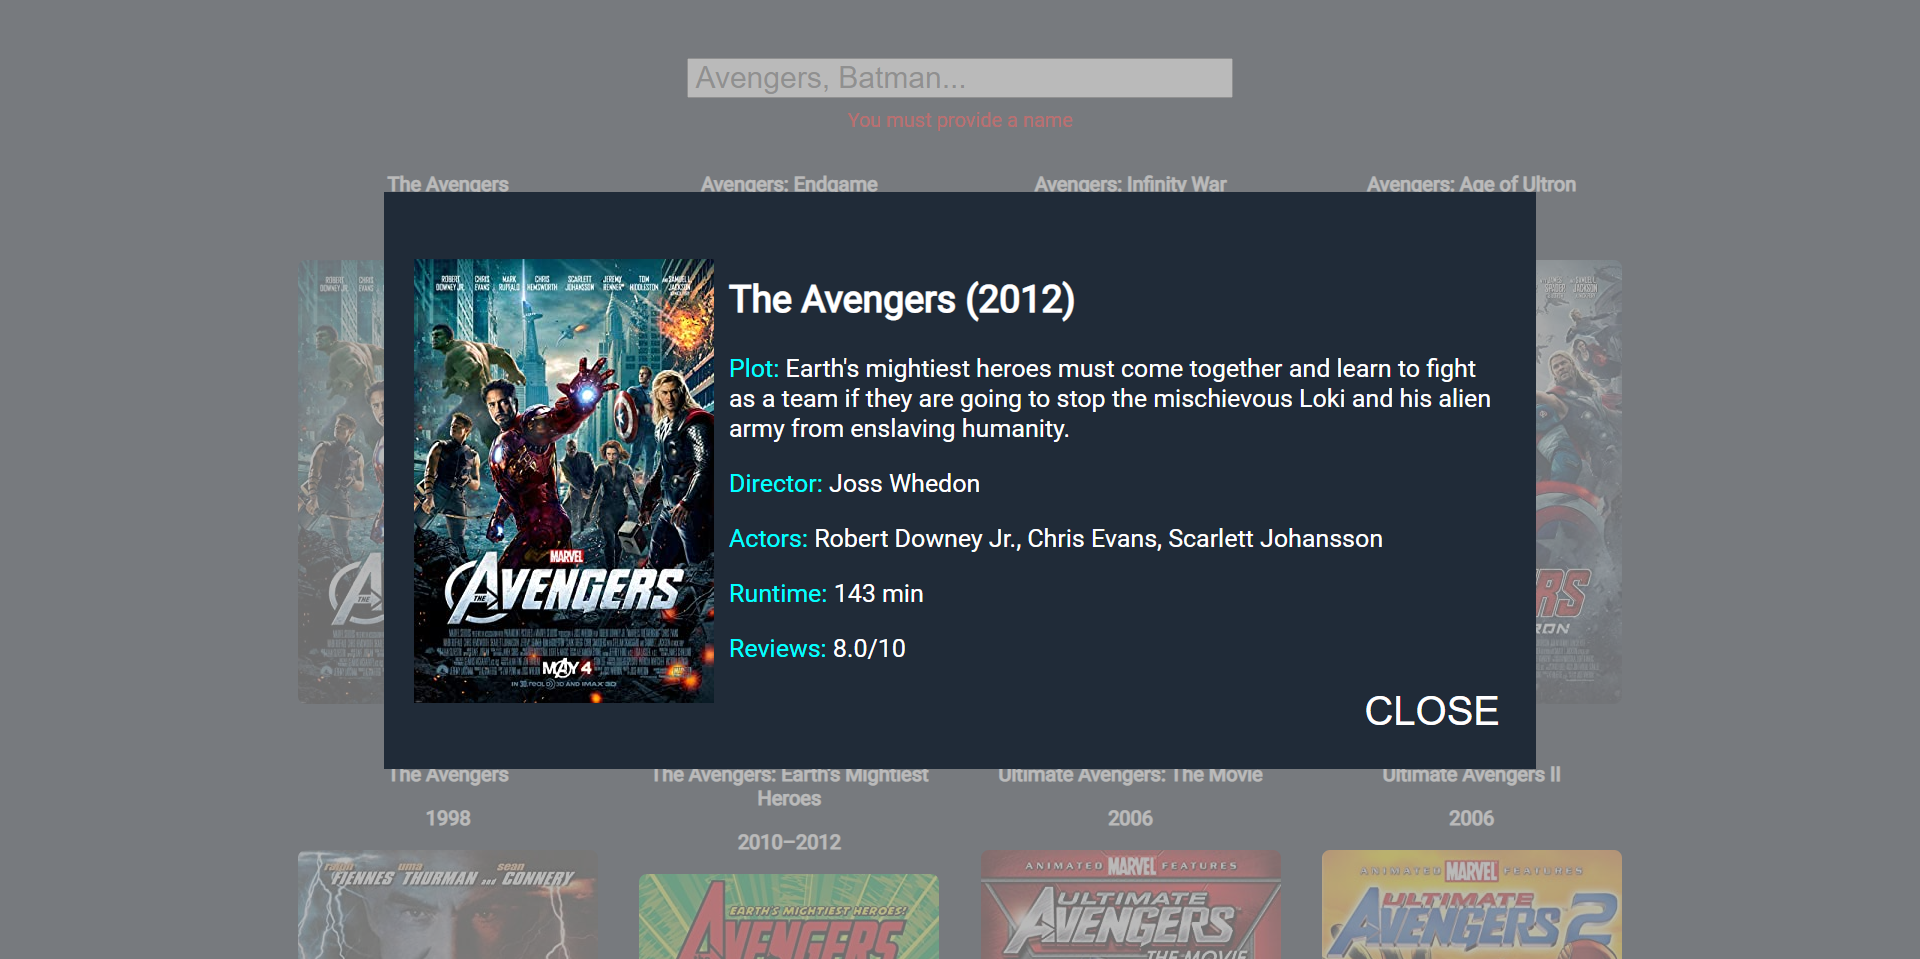 Avengers, Batman...
You must provide a name
The Avengers
Avengers: Endgame
Avengers: Infinity War
Avengers: Age of Ultron
ROBERT DOWNEY JR.
CHRIS EVANS
MARK RUFFALO
CHRIS HEMSWORTH
SCARLETT JOHANSSON
JEREMY RENNER
TOM HIDDLESTON
AND SAMUEL L. JACKSON
MARVEL
THE AVENGERS
MAY 4
IN REAL D 3D AND IMAX 3D
The Avengers (2012)
Plot: Earth's mightiest heroes must come together and learn to fight
as a team if they are going to stop the mischievous Loki and his alien
army from enslaving humanity.
Director: Joss Whedon
Actors: Robert Downey Jr., Chris Evans, Scarlett Johansson
Runtime: 143 min
Reviews: 8.0/10
CLOSE
The Avengers
1998
The Avengers: Earth's Mightiest
Heroes
2010–2012
Ultimate Avengers: The Movie
2006
Ultimate Avengers II
2006
ralph FIENNES uma THURMAN and sean CONNERY
EARTH'S MIGHTIEST HEROES!
AVENGERS
ANIMATED MARVEL FEATURES
ULTIMATE
AVENGERS
THE MOVIE
ANIMATED MARVEL FEATURES
ULTIMATE
AVENGERS 2